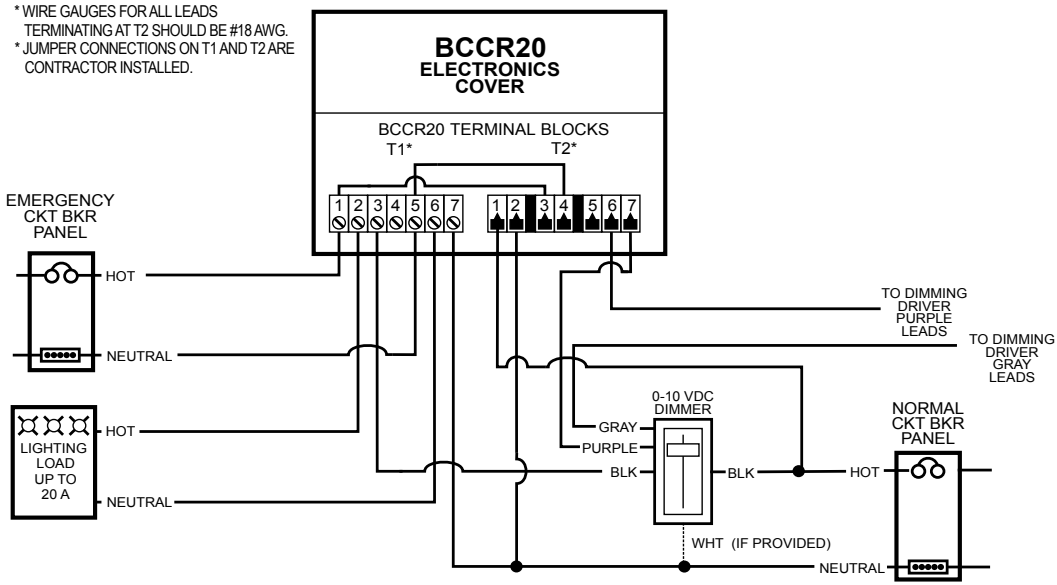 * WIRE GAUGES FOR ALL LEADS
TERMINATING AT T2 SHOULD BE #18 AWG.
* JUMPER CONNECTIONS ON T1 AND T2 ARE
CONTRACTOR INSTALLED.
BCCR20
ELECTRONICS
COVER
BCCR20 TERMINAL BLOCKS
T1* T2*
1 2 3 4 5 6 7 1 2 3 4 5 6 7
EMERGENCY
CKT BKR
PANEL
HOT
NEUTRAL
LIGHTING
LOAD
UP TO
20 A
HOT
NEUTRAL
TO DIMMING
DRIVER
PURPLE
LEADS
TO DIMMING
DRIVER
GRAY
LEADS
0-10 VDC
DIMMER
GRAY
PURPLE
BLK
BLK
HOT
NORMAL
CKT BKR
PANEL
WHT (IF PROVIDED)
NEUTRAL